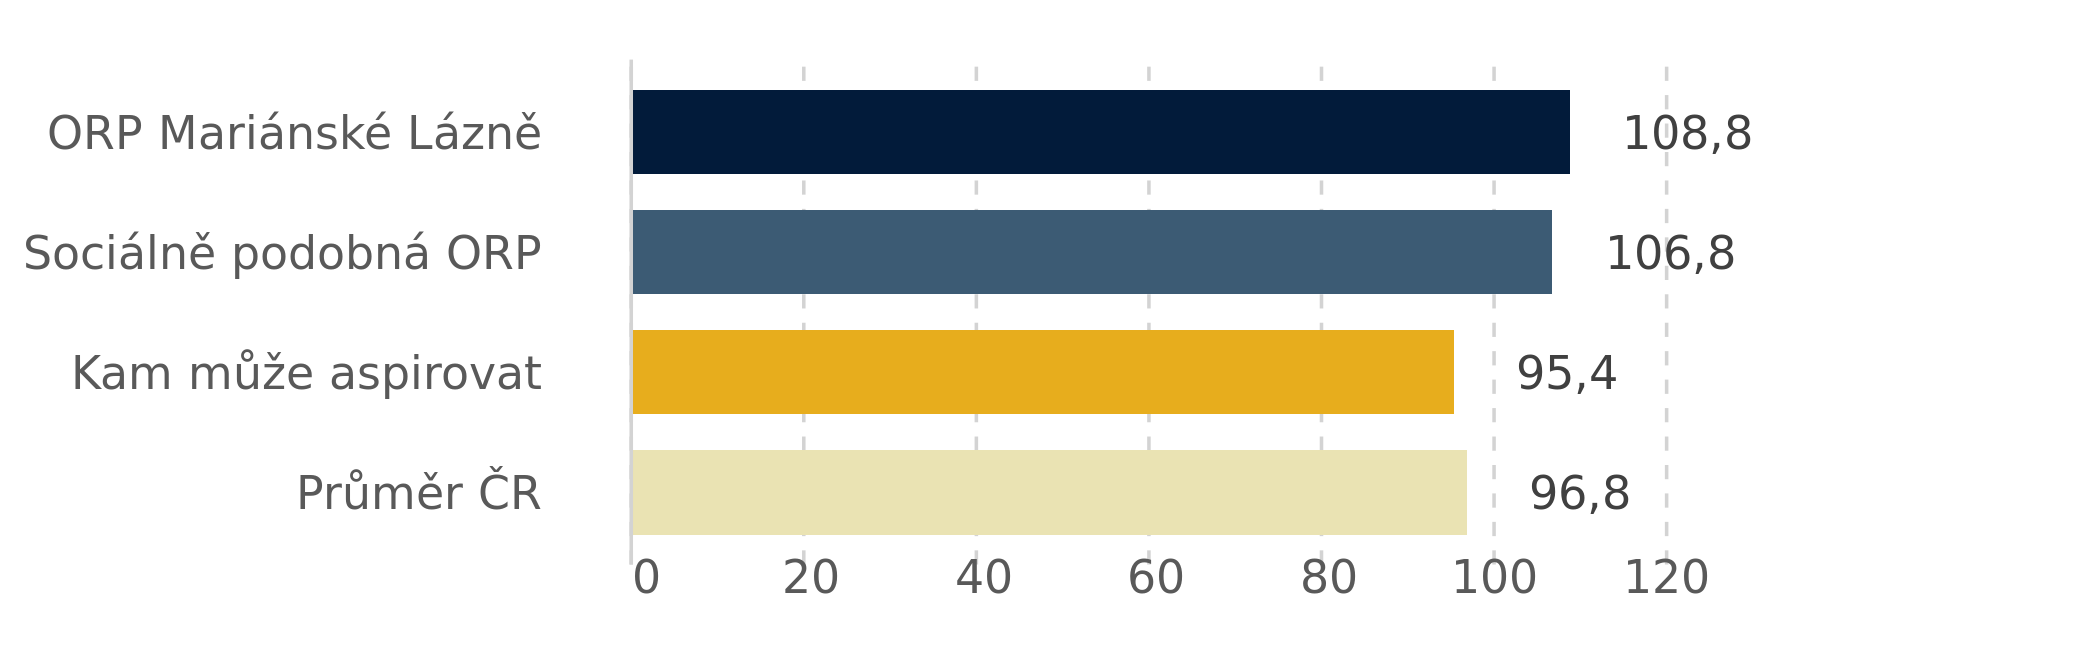 ORP Mariánské Lázně 108,8
Sociálně podobná ORP 106,8
Kam může aspirovat 95,4
Průměr ČR 96,8
0 20 40 60 80 100 120